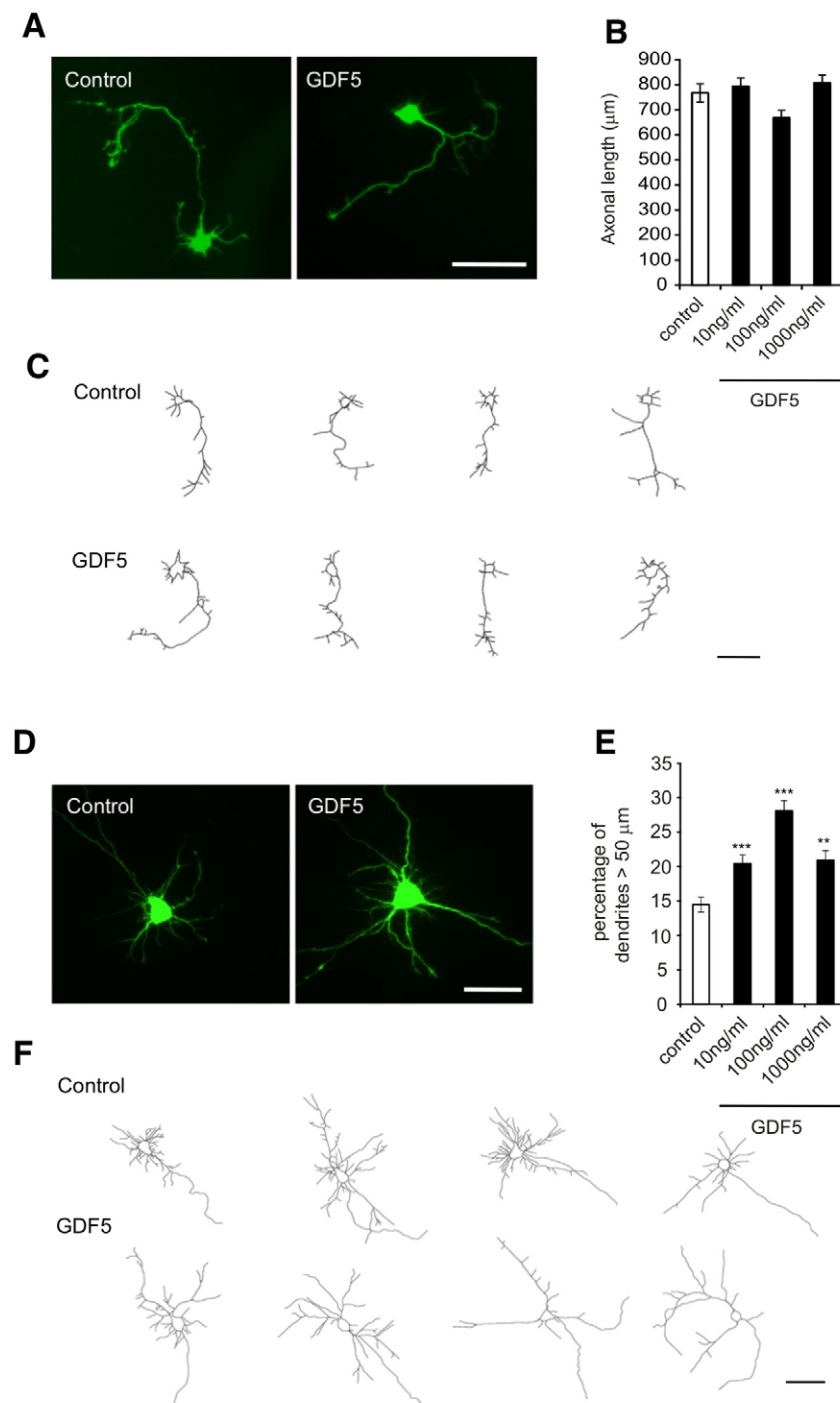 A
Control
GDF5
B
Axonal length (μm)
900
800
700
600
500
400
300
200
100
0
control
10ng/ml
100ng/ml
1000ng/ml
GDF5
C
Control
GDF5
D
Control
GDF5
E
percentage of
dendrites > 50 μm
35
30
25
20
15
10
5
0
***
***
**
control
10ng/ml
100ng/ml
1000ng/ml
GDF5
F
Control
GDF5